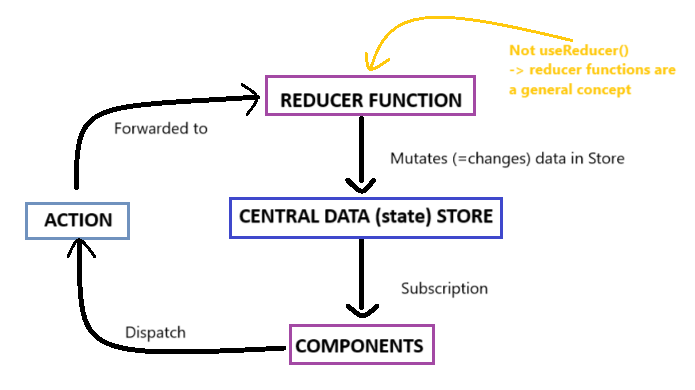 Not useReducer()
-> reducer functions are
a general concept
REDUCER FUNCTION
Forwarded to
Mutates (=changes) data in Store
ACTION
CENTRAL DATA (state) STORE
Subscription
Dispatch
COMPONENTS